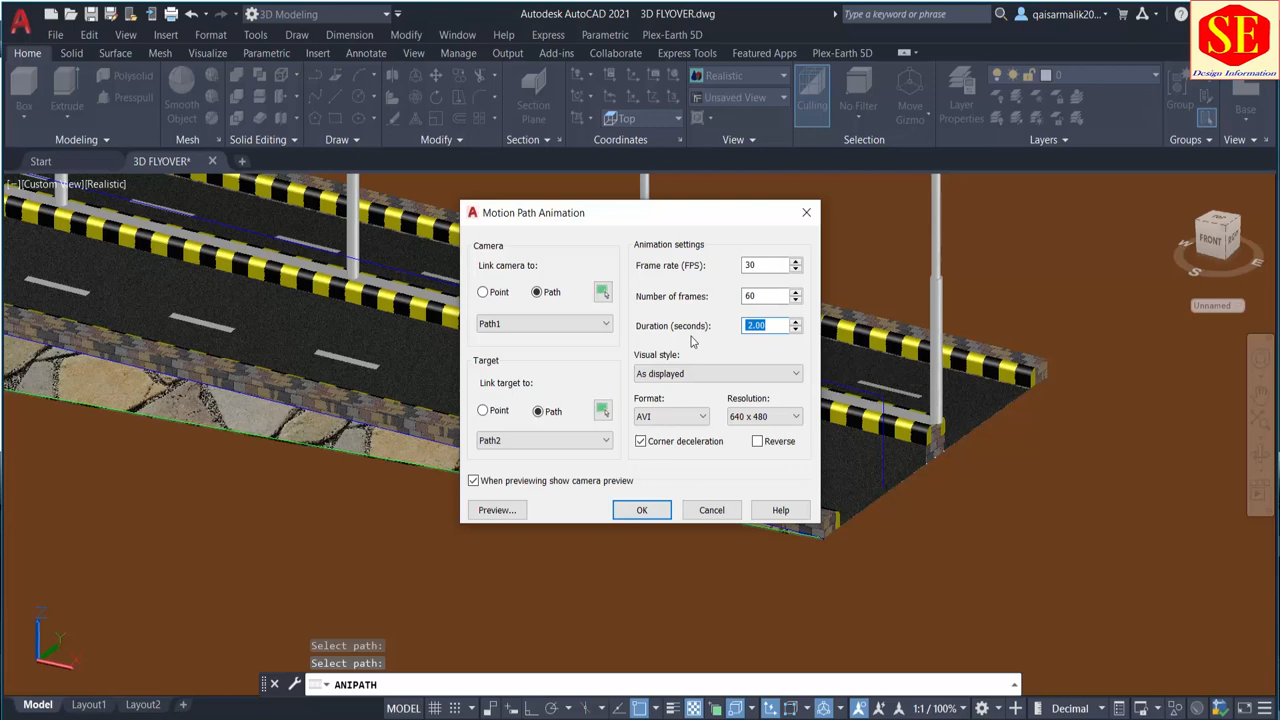 3D Modeling
Autodesk AutoCAD 2021 3D FLYOVER.dwg
Type a keyword or phrase
qaisarmalik20...
SE
Design Information
File Edit View Insert Format Tools Draw Dimension Modify Window Help Express Parametric Plex-Earth 5D
Home Solid Surface Mesh Visualize Parametric Insert Annotate View Manage Output Add-ins Collaborate Express Tools Featured Apps Plex-Earth 5D
Box
Extrude
Polysolid
Presspull
Smooth Object
Section Plane
Top
Realistic
Unsaved View
Culling
No Filter
Move Gizmo
Layer Properties
0
Group
Base
Modeling Mesh Solid Editing Draw Modify Section Coordinates View Selection Layers Groups View
Start 3D FLYOVER*
[−][Custom View][Realistic]
FRONT
W
S
Unnamed
Motion Path Animation
Camera
Link camera to:
Point Path
Path1
Target
Link target to:
Point Path
Path2
Animation settings
Frame rate (FPS): 30
Number of frames: 60
Duration (seconds): 2.00
Visual style:
As displayed
Format: Resolution:
AVI 640 x 480
Corner deceleration Reverse
When previewing show camera preview
Preview... OK Cancel Help
Z
Y
X
Select path:
Select path:
ANIPATH
Model Layout1 Layout2
MODEL
1:1 / 100%
Decimal